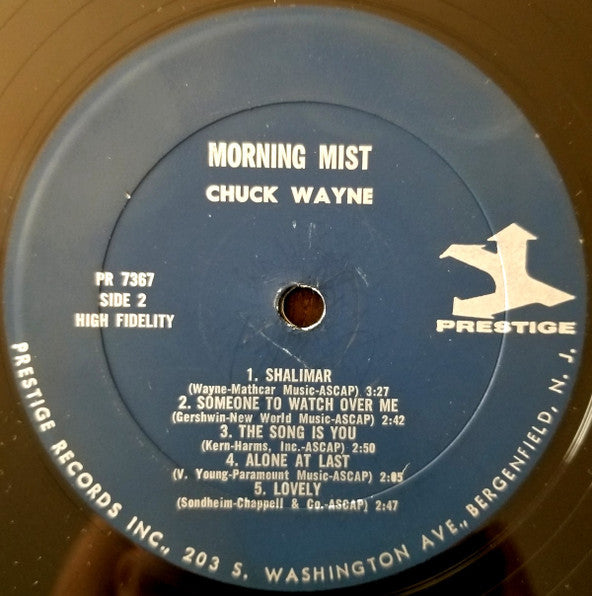 MORNING MIST
CHUCK WAYNE
PR 7367
SIDE 2
HIGH FIDELITY
PRESTIGE
1. SHALIMAR
(Wayne-Mathcar Music-ASCAP) 3:27
2. SOMEONE TO WATCH OVER ME
(Gershwin-New World Music-ASCAP) 2:42
3. THE SONG IS YOU
(Kern-Harms, Inc.-ASCAP) 2:50
4. ALONE AT LAST
(V. Young-Paramount Music-ASCAP) 2:05
5. LOVELY
(Sondheim-Chappell & Co.-ASCAP) 2:47
PRESTIGE RECORDS INC., 203 S. WASHINGTON AVE., BERGENFIELD, N. J.